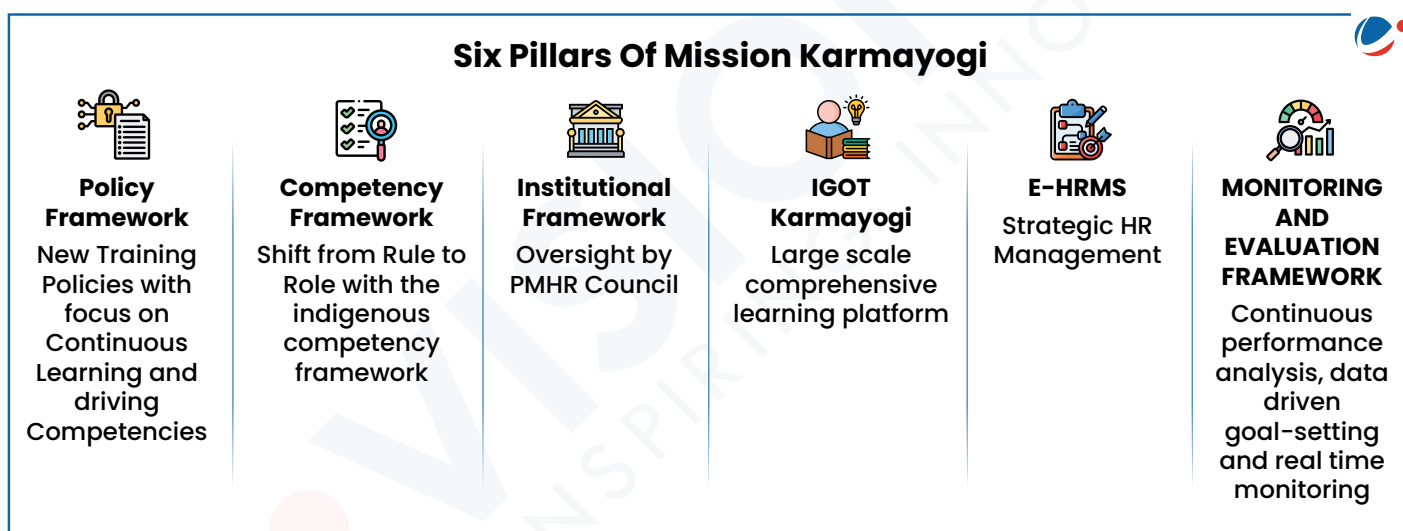 Six Pillars Of Mission Karmayogi
Policy
Framework
New Training
Policies with
focus on
Continuous
Learning and
driving
Competencies
Competency
Framework
Shift from Rule to
Role with the
indigenous
competency
framework
Institutional
Framework
Oversight by
PMHR Council
IGOT
Karmayogi
Large scale
comprehensive
learning platform
E-HRMS
Strategic HR
Management
MONITORING
AND
EVALUATION
FRAMEWORK
Continuous
performance
analysis, data
driven
goal-setting
and real time
monitoring